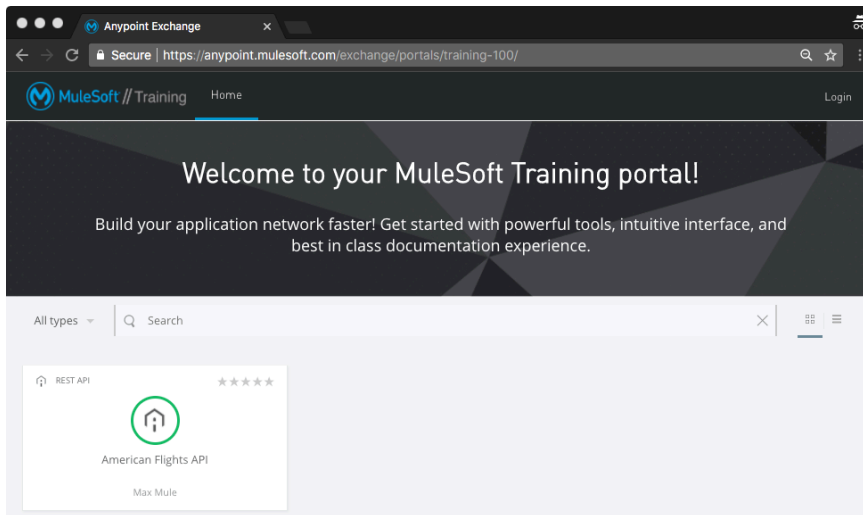 Anypoint Exchange
Secure | https://anypoint.mulesoft.com/exchange/portals/training-100/
MuleSoft // Training Home Login
Welcome to your MuleSoft Training portal!
Build your application network faster! Get started with powerful tools, intuitive interface, and
best in class documentation experience.
All types Search
REST API
American Flights API
Max Mule